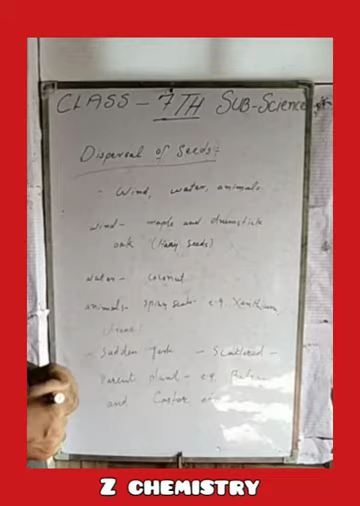 CLASS - 7TH SUB-Science
Dispersal of Seeds:-
- Wind, water, animals.
wind - maple and drumstick
oak (Hairy seeds)
water - coconut
animals - spiny seeds e.g. Xanthium,
Urena:
- Sudden Jerk - Scattered -
Parent plant - e.g.
and Castor
Z CHEMISTRY